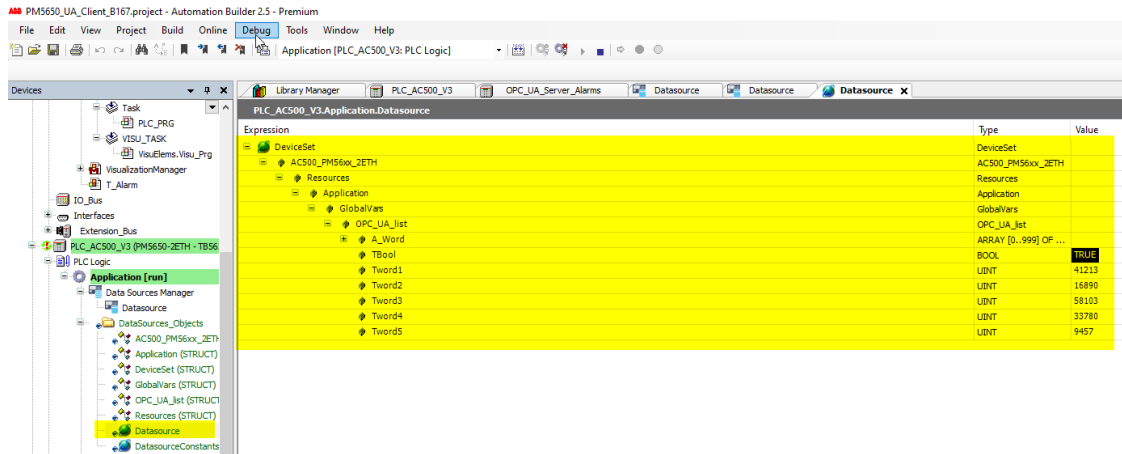 ABB PM5650_UA_Client_B167.project - Automation Builder 2.5 - Premium
File Edit View Project Build Online Debug Tools Window Help
Application [PLC_AC500_V3: PLC Logic]
Devices
Library Manager PLC_AC500_V3 OPC_UA_Server_Alarms Datasource Datasource Datasource X
Task
PLC_PRG
VISU_TASK
VisuElems.Visu_Prg
VisualizationManager
T_Alarm
IO_Bus
Interfaces
Extension_Bus
PLC_AC500_V3 (PM5650-2ETH - TB56
PLC Logic
Application [run]
Data Sources Manager
Datasource
DataSources_Objects
AC500_PM56xx_2ETH
Application (STRUCT)
DeviceSet (STRUCT)
GlobalVars (STRUCT)
OPC_UA_list (STRUCT
Resources (STRUCT)
Datasource
DatasourceConstants
PLC_AC500_V3.Application.Datasource
Expression Type Value
DeviceSet DeviceSet
AC500_PM56xx_2ETH AC500_PM56xx_2ETH
Resources Resources
Application Application
GlobalVars GlobalVars
OPC_UA_list OPC_UA_list
A_Word ARRAY [0..999] OF ...
TBool BOOL TRUE
Tword1 UINT 41213
Tword2 UINT 16890
Tword3 UINT 58103
Tword4 UINT 33780
Tword5 UINT 9457